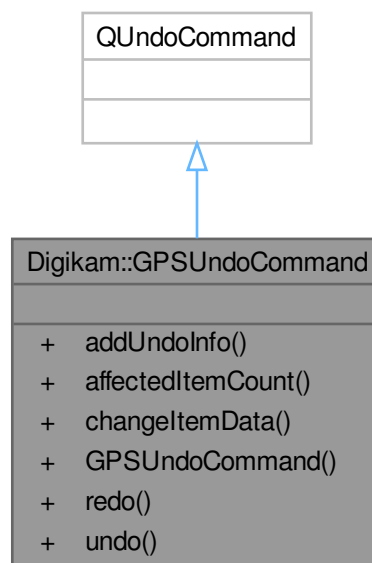 QUndoCommand
Digikam::GPSUndoCommand
+ addUndoInfo()
+ affectedItemCount()
+ changeItemData()
+ GPSUndoCommand()
+ redo()
+ undo()